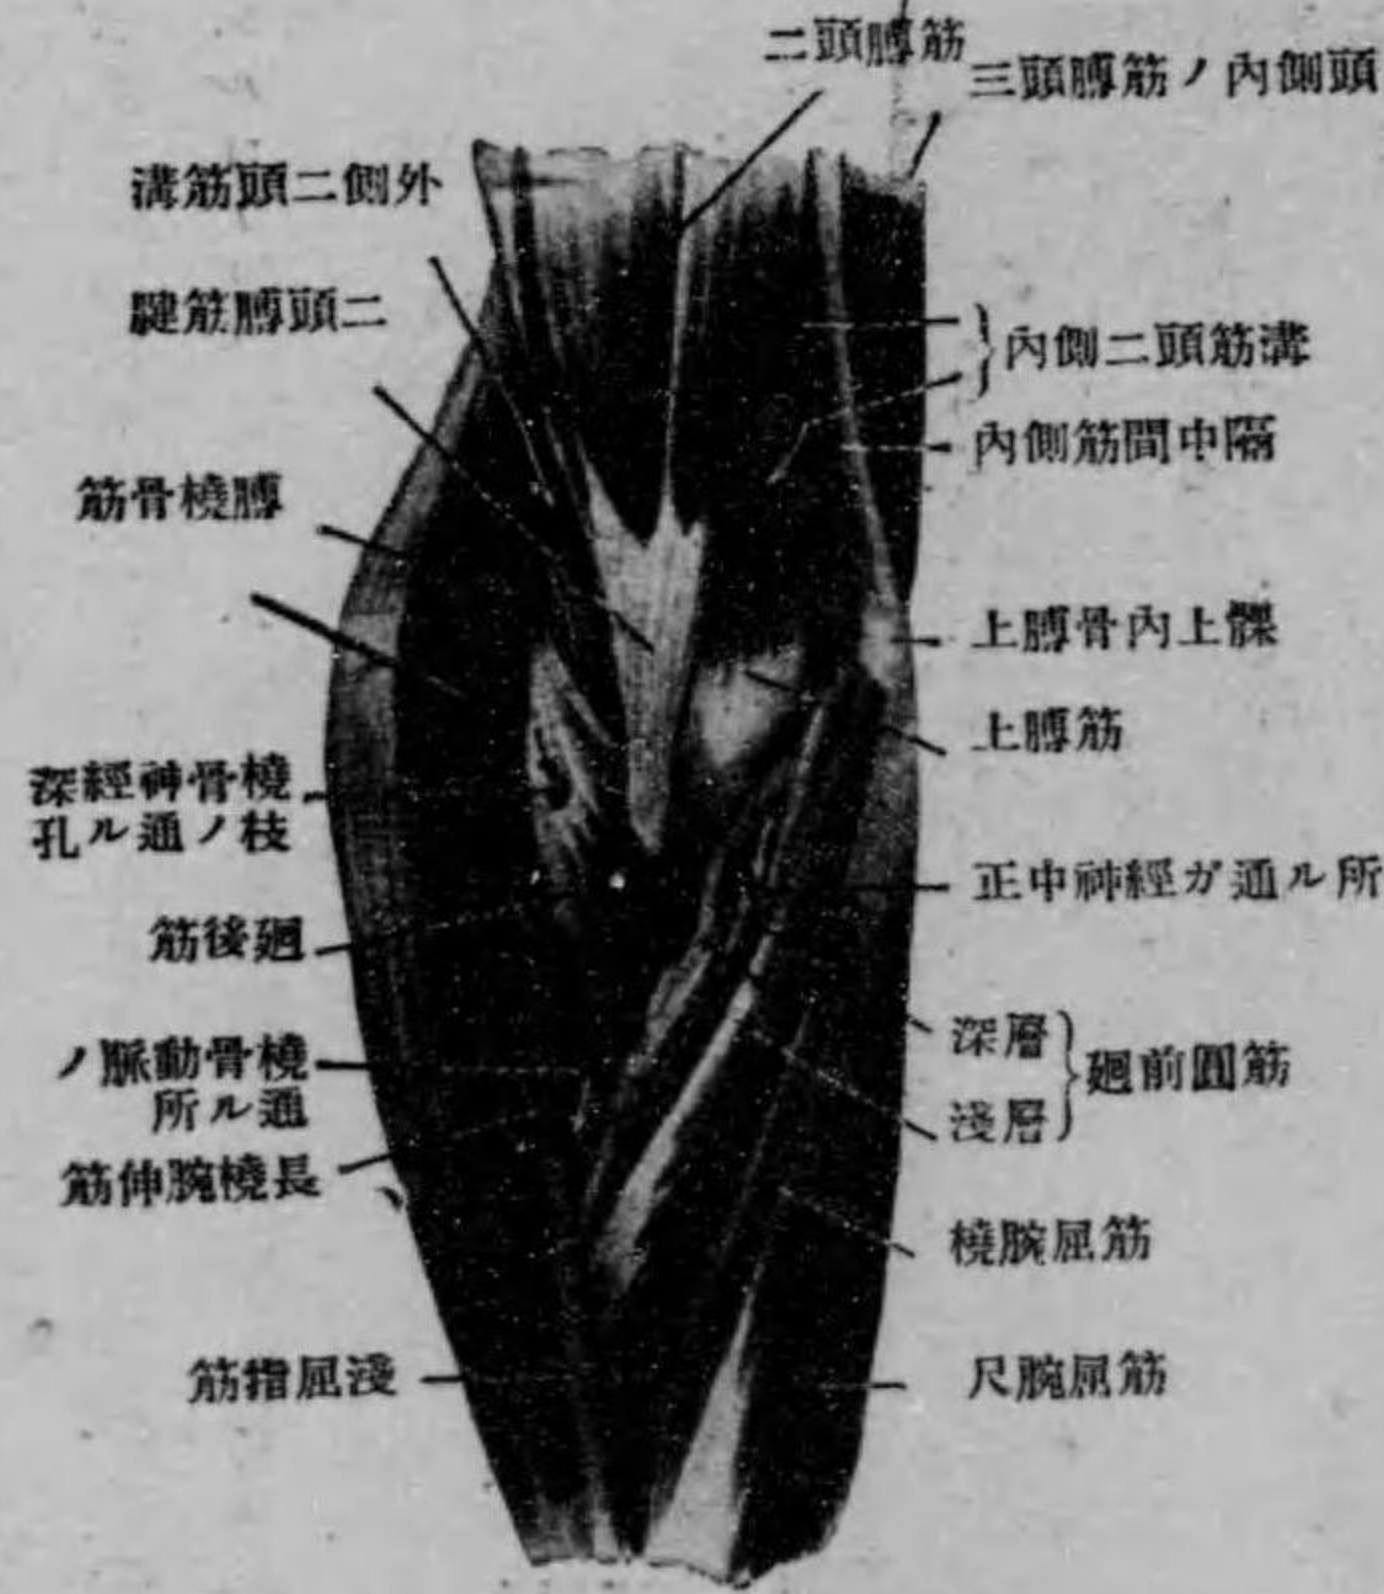 二頭膊筋
三頭膊筋ノ內側頭
外側二頭筋溝
二頭膊筋腱
膊橈骨筋
橈骨神經深
枝ノ通ル孔
廻後筋
橈骨動脈ノ
通ル所
長橈腕伸筋
淺屈指筋
內側二頭筋溝
內側筋間中隔
上膊骨內上髁
上膊筋
正中神經ガ通ル所
深層
淺層
廻前圓筋
橈腕屈筋
尺腕屈筋